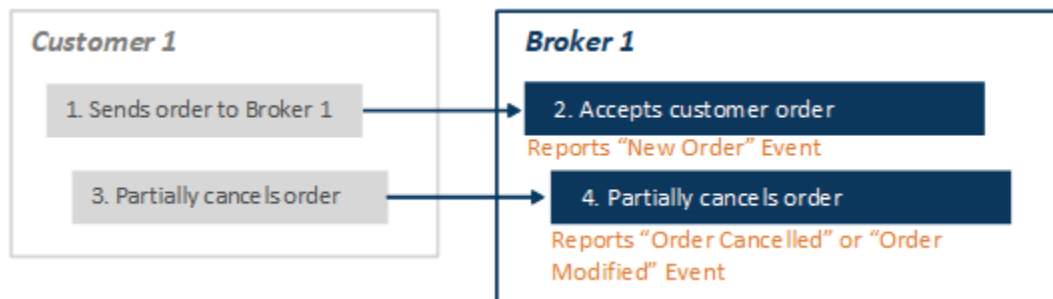 Customer 1
Broker 1
1. Sends order to Broker 1
2. Accepts customer order
Reports “New Order” Event
3. Partially cancels order
4. Partially cancels order
Reports “Order Cancelled” or “Order
Modified” Event